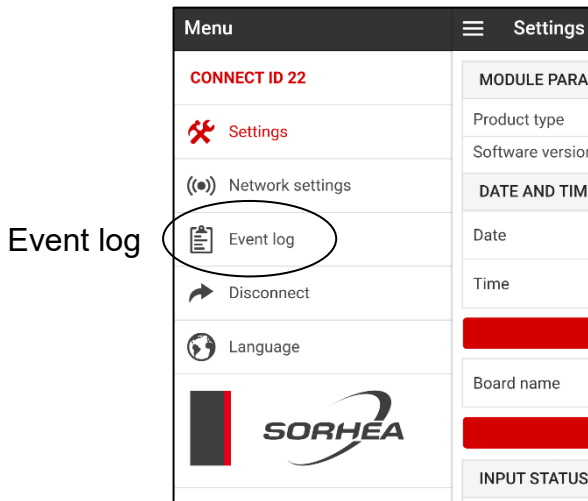 Menu
CONNECT ID 22
Settings
Network settings
Event log
Event log
Disconnect
Language
SORHEA
Settings
MODULE PARA
Product type
Software version
DATE AND TIM
Date
Time
Board name
INPUT STATUS